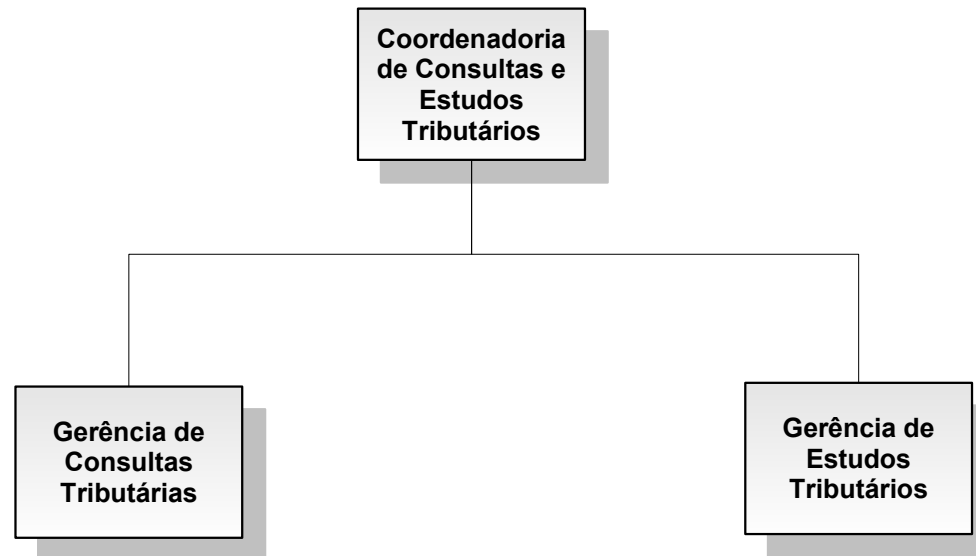 Coordenadoria
de Consultas e
Estudos
Tributários
Gerência de
Consultas
Tributárias
Gerência de
Estudos
Tributários